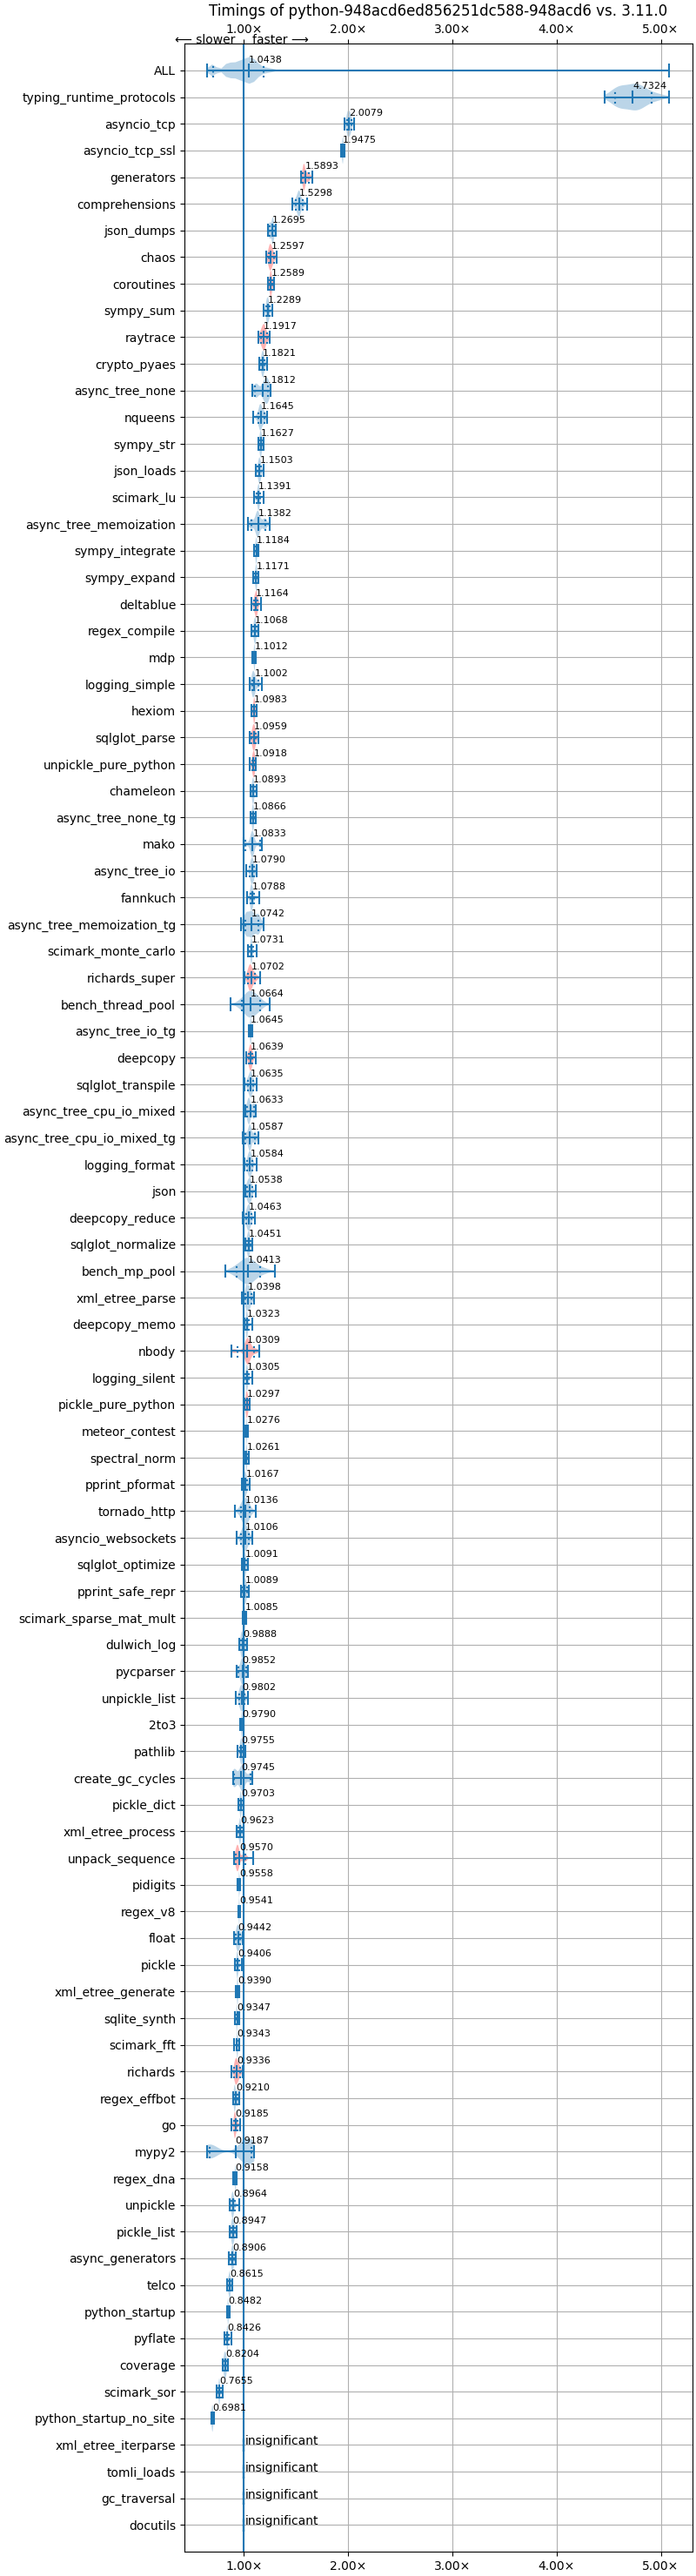 Timings of python-948acd6ed856251dc588-948acd6 vs. 3.11.0
1.00× 2.00× 3.00× 4.00× 5.00×
⟵ slower faster ⟶
ALL 1.0438
typing_runtime_protocols 4.7324
asyncio_tcp 2.0079
asyncio_tcp_ssl 1.9475
generators 1.5893
comprehensions 1.5298
json_dumps 1.2695
chaos 1.2597
coroutines 1.2589
sympy_sum 1.2289
raytrace 1.1917
crypto_pyaes 1.1821
async_tree_none 1.1812
nqueens 1.1645
sympy_str 1.1627
json_loads 1.1503
scimark_lu 1.1391
async_tree_memoization 1.1382
sympy_integrate 1.1184
sympy_expand 1.1171
deltablue 1.1164
regex_compile 1.1068
mdp 1.1012
logging_simple 1.1002
hexiom 1.0983
sqlglot_parse 1.0959
unpickle_pure_python 1.0918
chameleon 1.0893
async_tree_none_tg 1.0866
mako 1.0833
async_tree_io 1.0790
fannkuch 1.0788
async_tree_memoization_tg 1.0742
scimark_monte_carlo 1.0731
richards_super 1.0702
bench_thread_pool 1.0664
async_tree_io_tg 1.0645
deepcopy 1.0639
sqlglot_transpile 1.0635
async_tree_cpu_io_mixed 1.0633
async_tree_cpu_io_mixed_tg 1.0587
logging_format 1.0584
json 1.0538
deepcopy_reduce 1.0463
sqlglot_normalize 1.0451
bench_mp_pool 1.0413
xml_etree_parse 1.0398
deepcopy_memo 1.0323
nbody 1.0309
logging_silent 1.0305
pickle_pure_python 1.0297
meteor_contest 1.0276
spectral_norm 1.0261
pprint_pformat 1.0167
tornado_http 1.0136
asyncio_websockets 1.0106
sqlglot_optimize 1.0091
pprint_safe_repr 1.0089
scimark_sparse_mat_mult 1.0085
dulwich_log 0.9888
pycparser 0.9852
unpickle_list 0.9802
2to3 0.9790
pathlib 0.9755
create_gc_cycles 0.9745
pickle_dict 0.9703
xml_etree_process 0.9623
unpack_sequence 0.9570
pidigits 0.9558
regex_v8 0.9541
float 0.9442
pickle 0.9406
xml_etree_generate 0.9390
sqlite_synth 0.9347
scimark_fft 0.9343
richards 0.9336
regex_effbot 0.9210
go 0.9185
mypy2 0.9187
regex_dna 0.9158
unpickle 0.8964
pickle_list 0.8947
async_generators 0.8906
telco 0.8615
python_startup 0.8482
pyflate 0.8426
coverage 0.8204
scimark_sor 0.7655
python_startup_no_site 0.6981
xml_etree_iterparse insignificant
tomli_loads insignificant
gc_traversal insignificant
docutils insignificant
1.00× 2.00× 3.00× 4.00× 5.00×